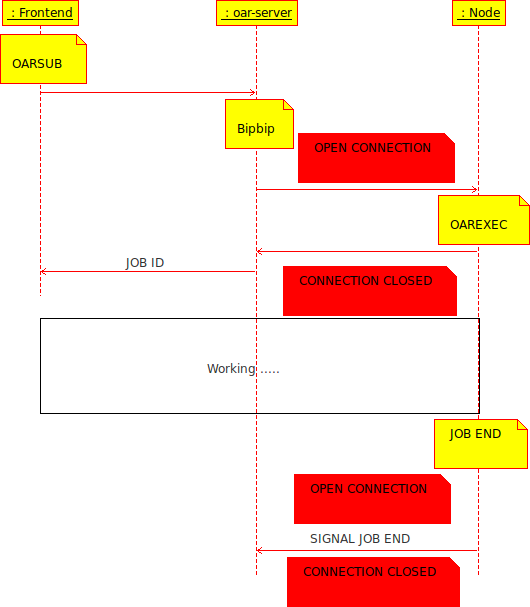 : Frontend
: oar-server
: Node
OARSUB
Bipbip
OPEN CONNECTION
OAREXEC
JOB ID
CONNECTION CLOSED
Working .....
JOB END
OPEN CONNECTION
SIGNAL JOB END
CONNECTION CLOSED